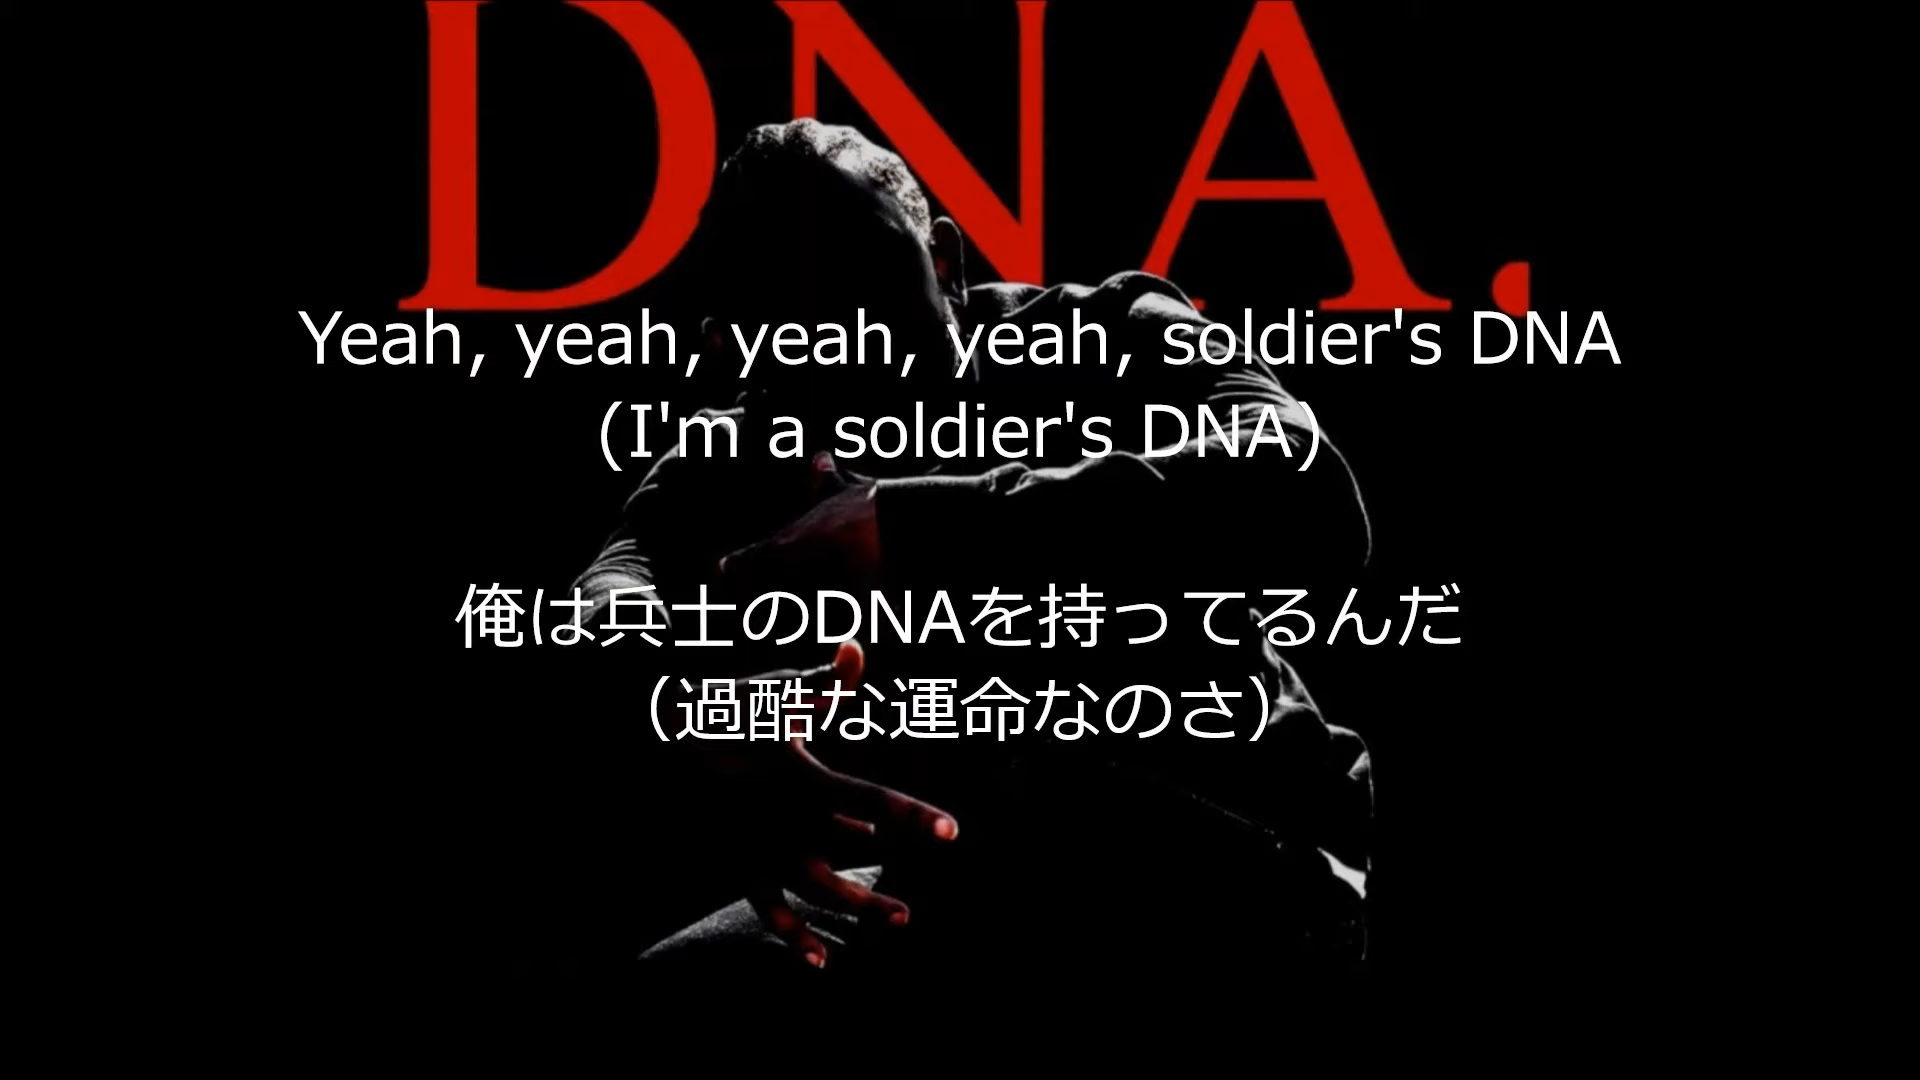 DNA.
Yeah, yeah, yeah, yeah, soldier's DNA
(I'm a soldier's DNA)
俺は兵士のDNAを持ってるんだ
（過酷な運命なのさ）